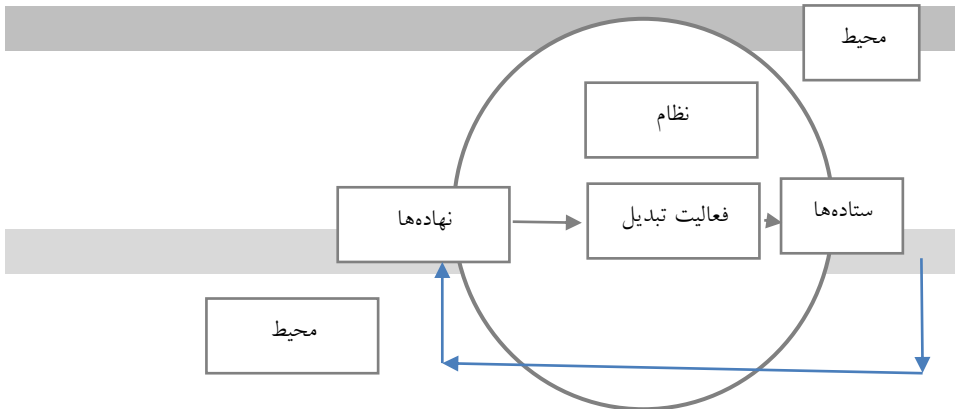 محیط
نظام
ستاده‌ها
فعالیت تبدیل
نهاده‌ها
محیط